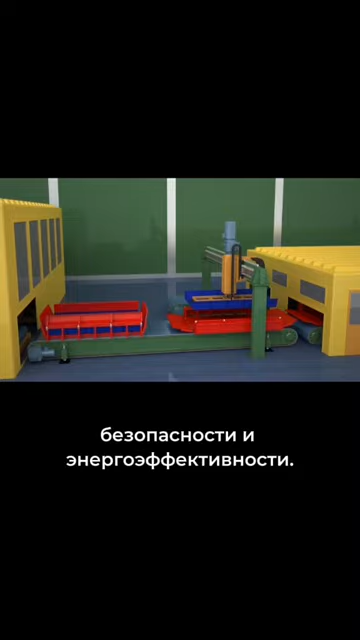 безопасности и
энергоэффективности.